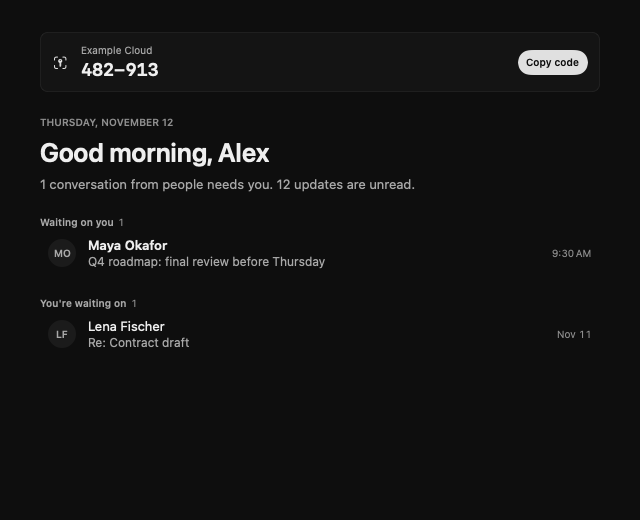 Example Cloud
482–913
Copy code
THURSDAY, NOVEMBER 12
Good morning, Alex
1 conversation from people needs you. 12 updates are unread.
Waiting on you 1
MO
Maya Okafor
9:30 AM
Q4 roadmap: final review before Thursday
You're waiting on 1
LF
Lena Fischer
Nov 11
Re: Contract draft